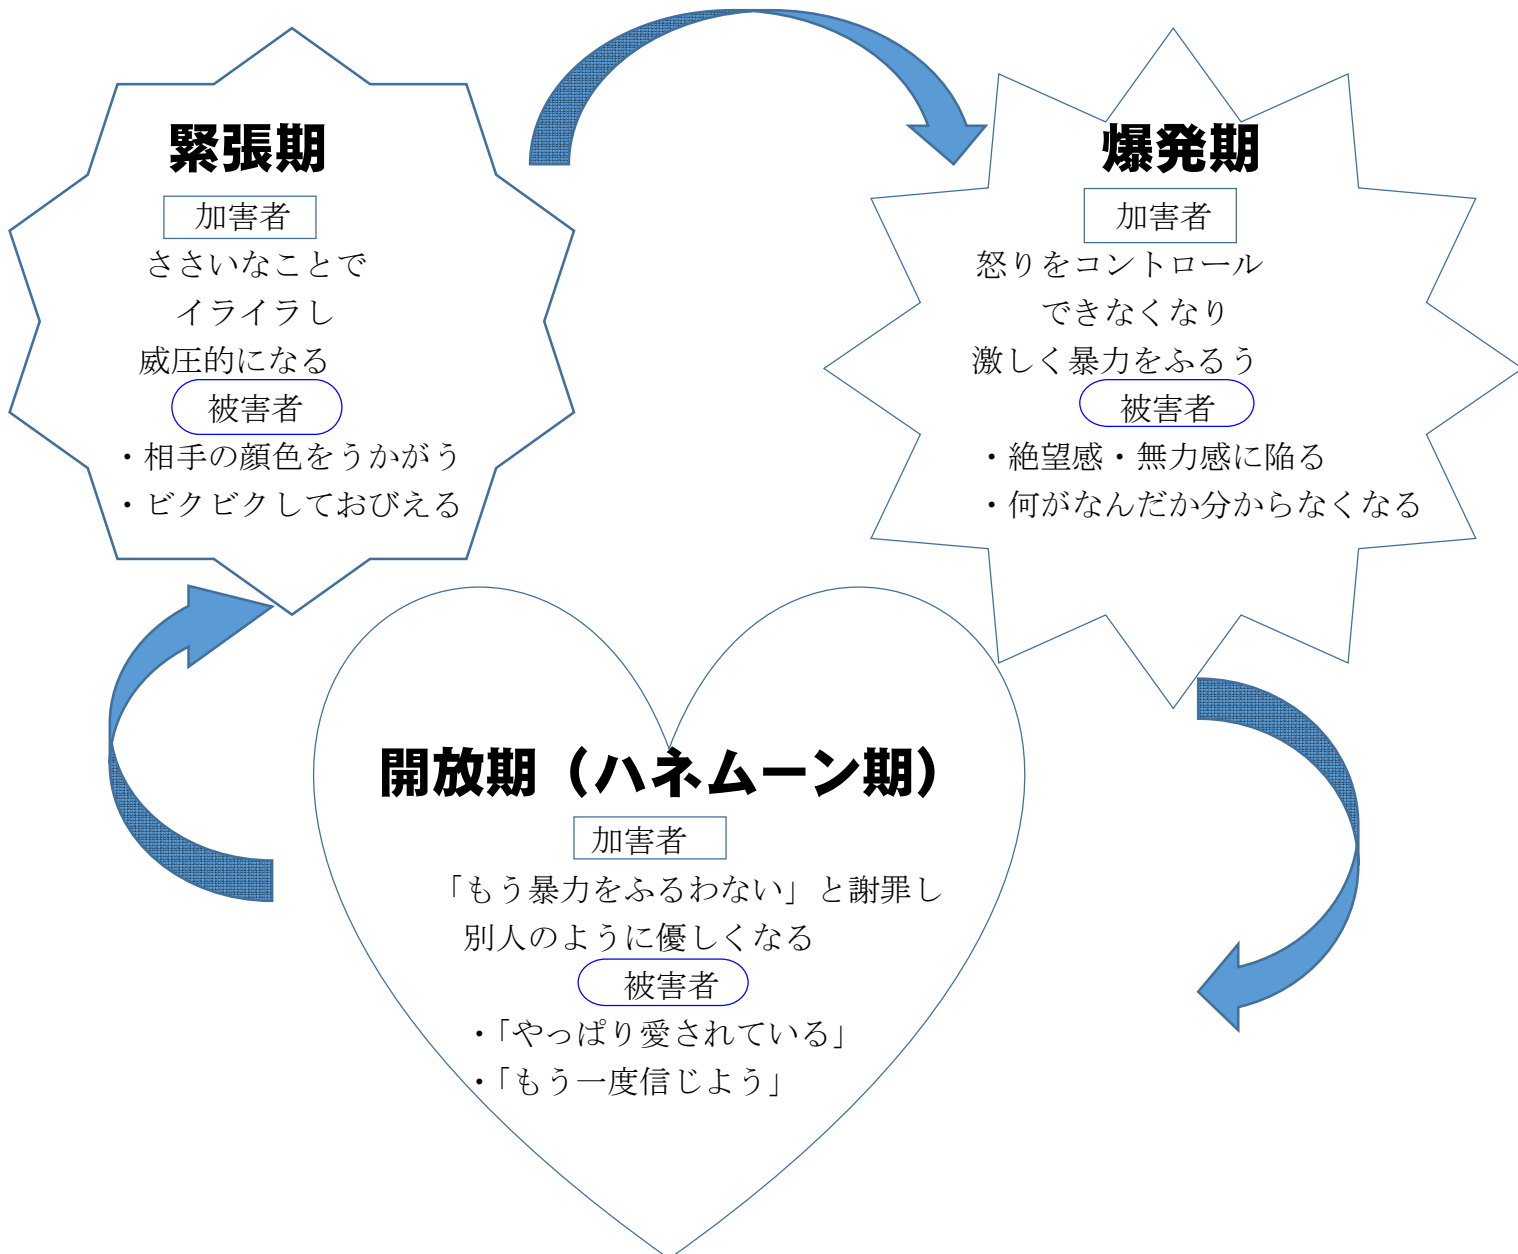 緊張期
加害者
ささいなことで
イライラし
威圧的になる
被害者
・相手の顔色をうかがう
・ビクビクしておびえる
爆発期
加害者
怒りをコントロール
できなくなり
激しく暴力をふるう
被害者
・絶望感・無力感に陥る
・何がなんだか分からなくなる
開放期（ハネムーン期）
加害者
「もう暴力をふるわない」と謝罪し
別人のように優しくなる
被害者
・「やっぱり愛されている」
・「もう一度信じよう」